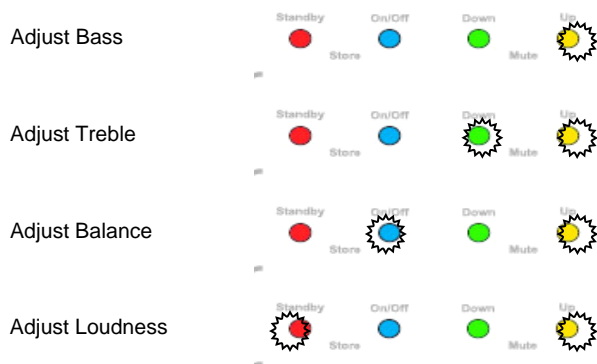 Standby On/Off Down Up
Adjust Bass
Store Mute
Standby On/Off Down Up
Adjust Treble
Store Mute
Standby On/Off Down Up
Adjust Balance
Store Mute
Standby On/Off Down Up
Adjust Loudness
Store Mute